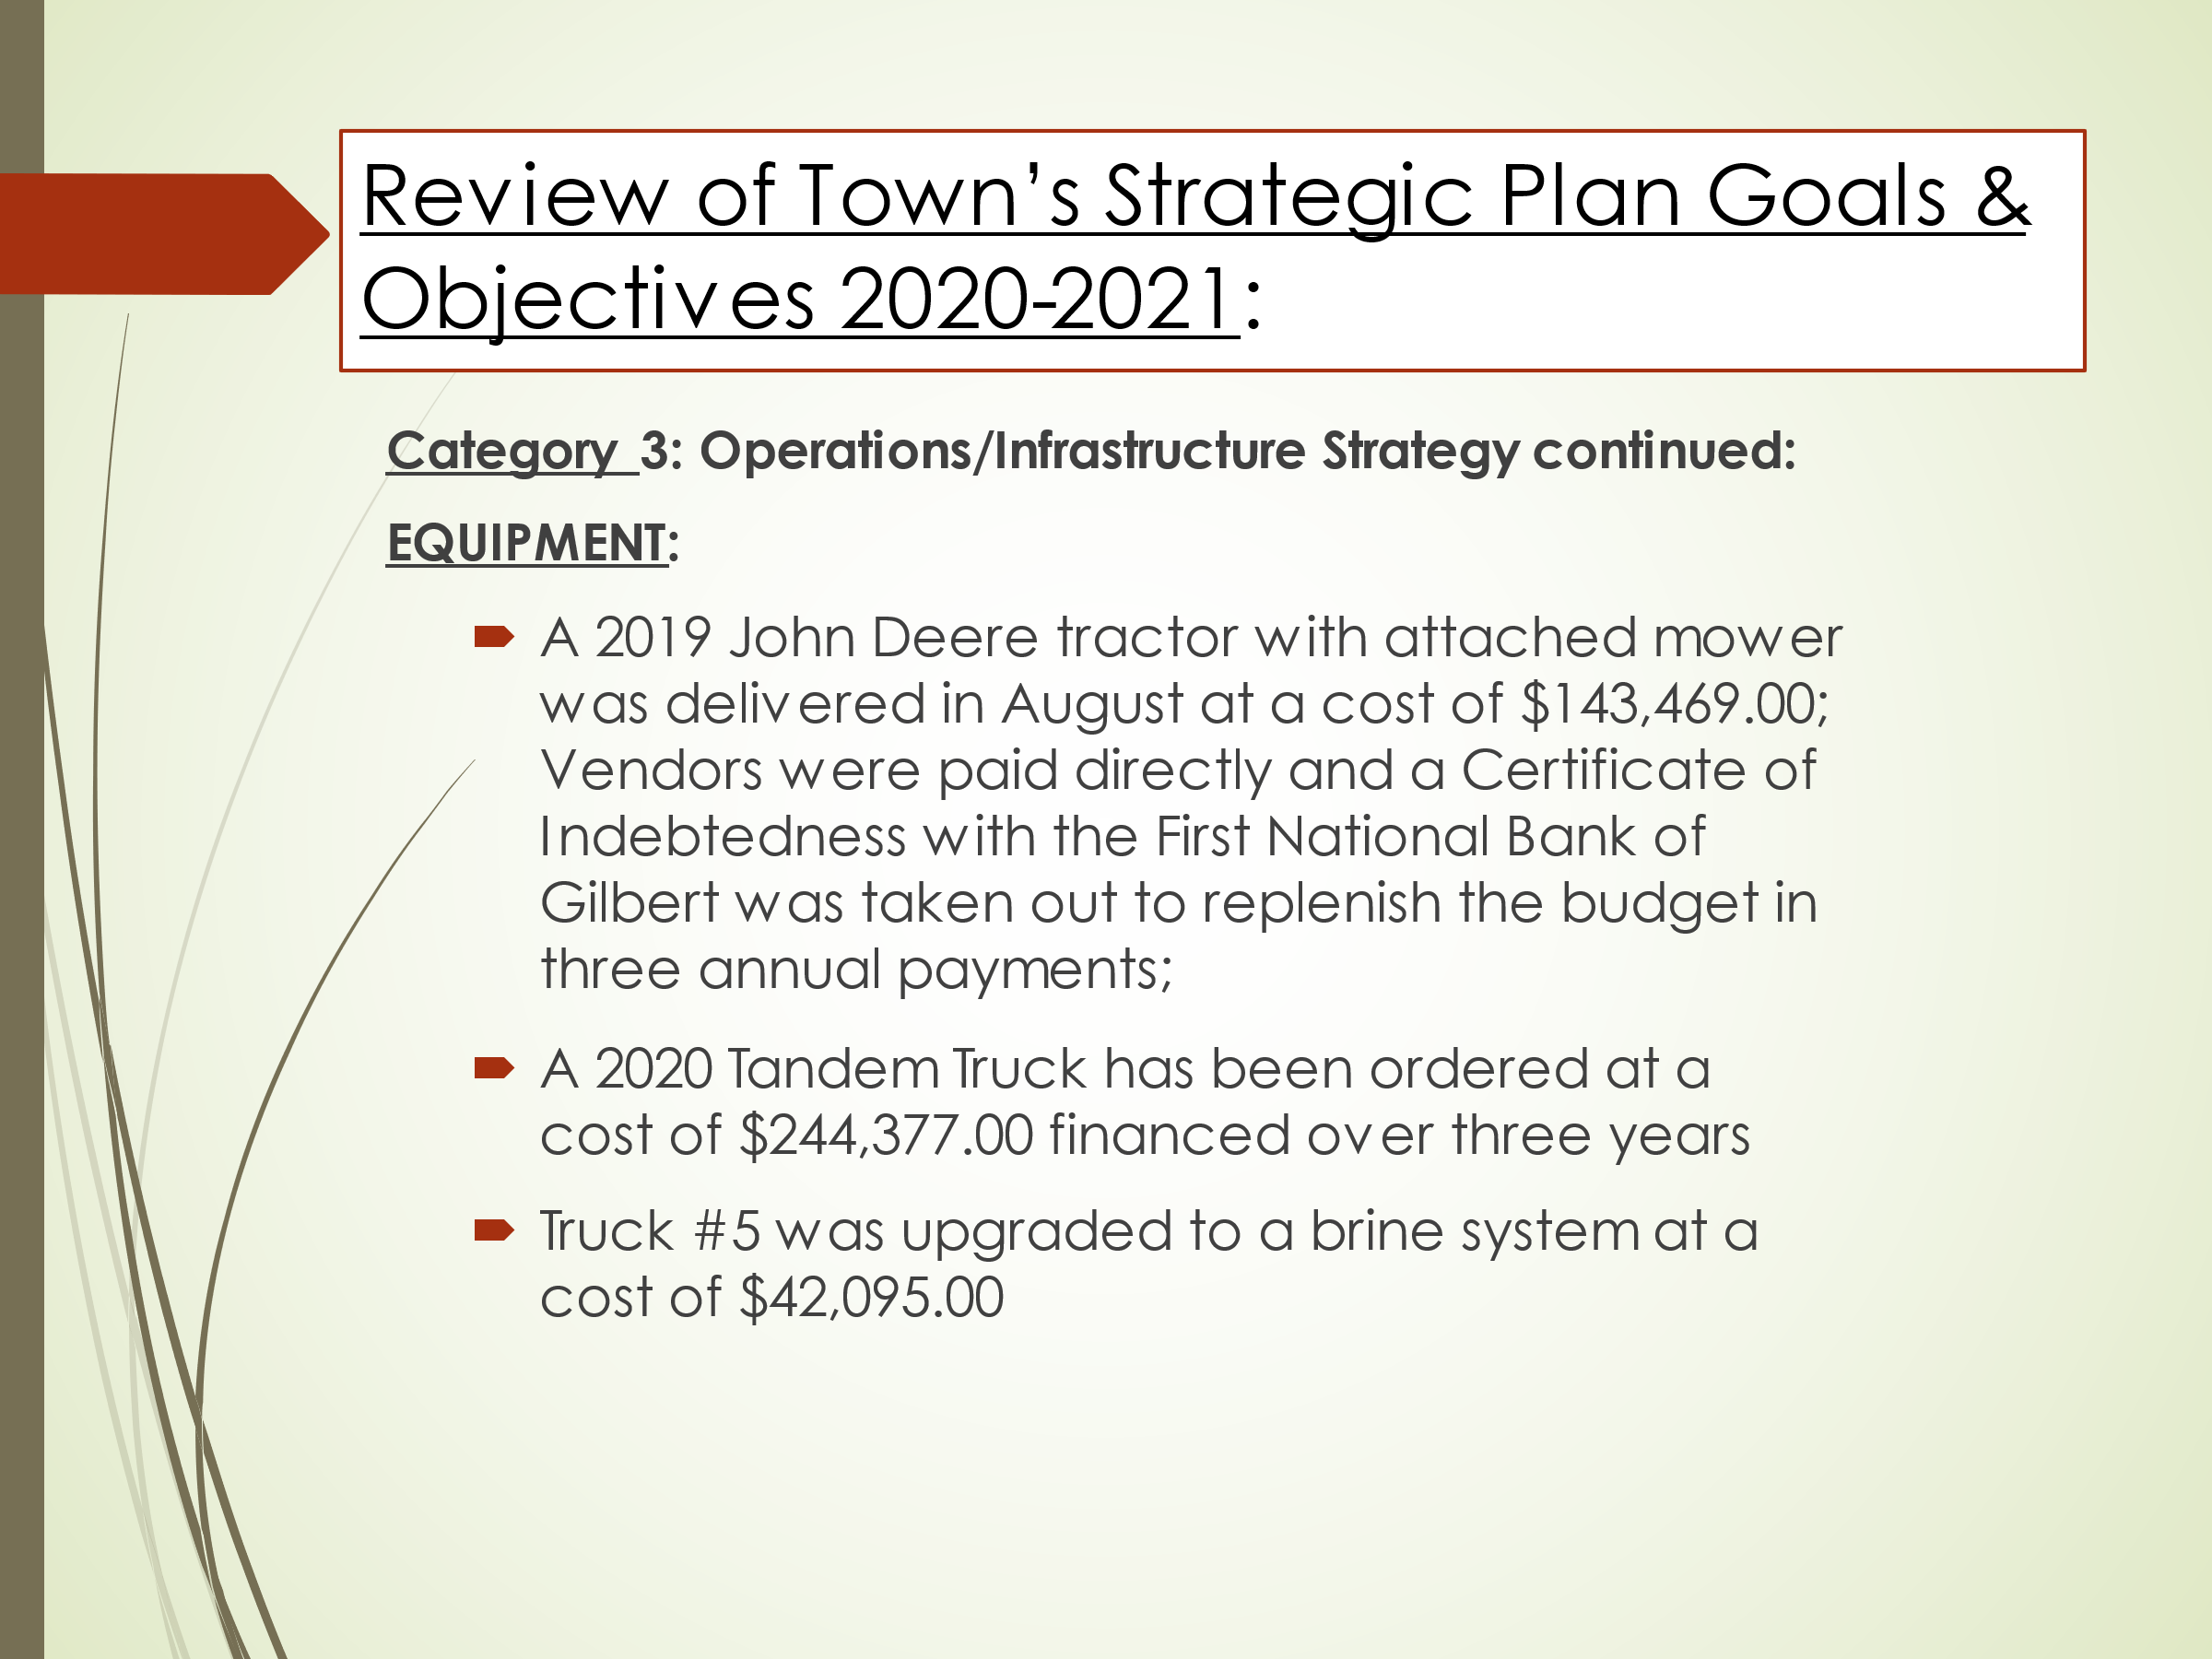 Review of Town’s Strategic Plan Goals &
Objectives 2020-2021:
Category 3: Operations/Infrastructure Strategy continued:
EQUIPMENT:
A 2019 John Deere tractor with attached mower
was delivered in August at a cost of $143,469.00;
Vendors were paid directly and a Certificate of
Indebtedness with the First National Bank of
Gilbert was taken out to replenish the budget in
three annual payments;
A 2020 Tandem Truck has been ordered at a
cost of $244,377.00 financed over three years
Truck #5 was upgraded to a brine system at a
cost of $42,095.00